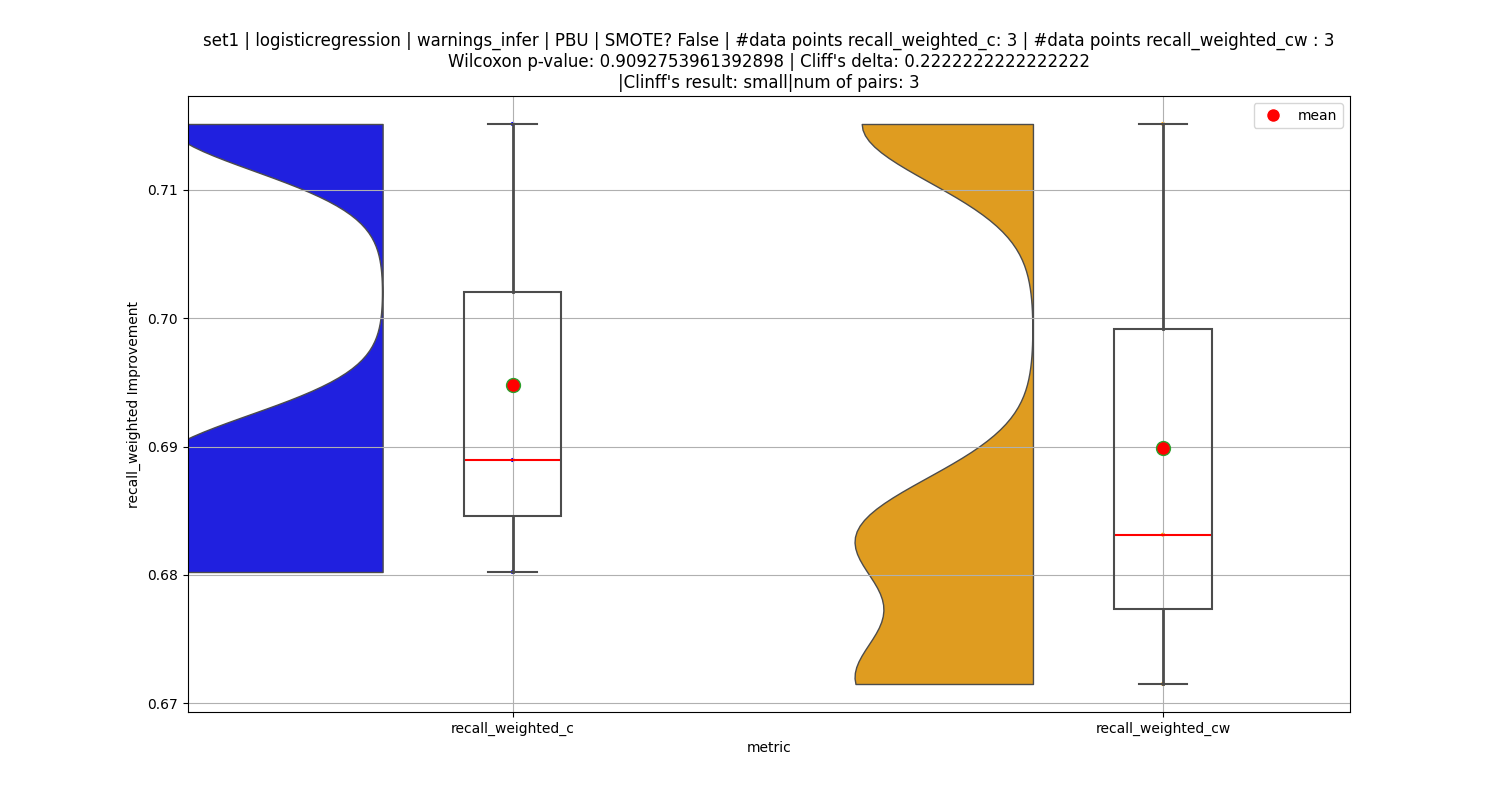 set1 | logisticregression | warnings_infer | PBU | SMOTE? False | #data points recall_weighted_c: 3 | #data points recall_weighted_cw : 3
Wilcoxon p-value: 0.9092753961392898 | Cliff's delta: 0.2222222222222222
|Clinff's result: small|num of pairs: 3
mean
0.71
0.70
0.69
0.68
0.67
recall_weighted Improvement
recall_weighted_c
recall_weighted_cw
metric